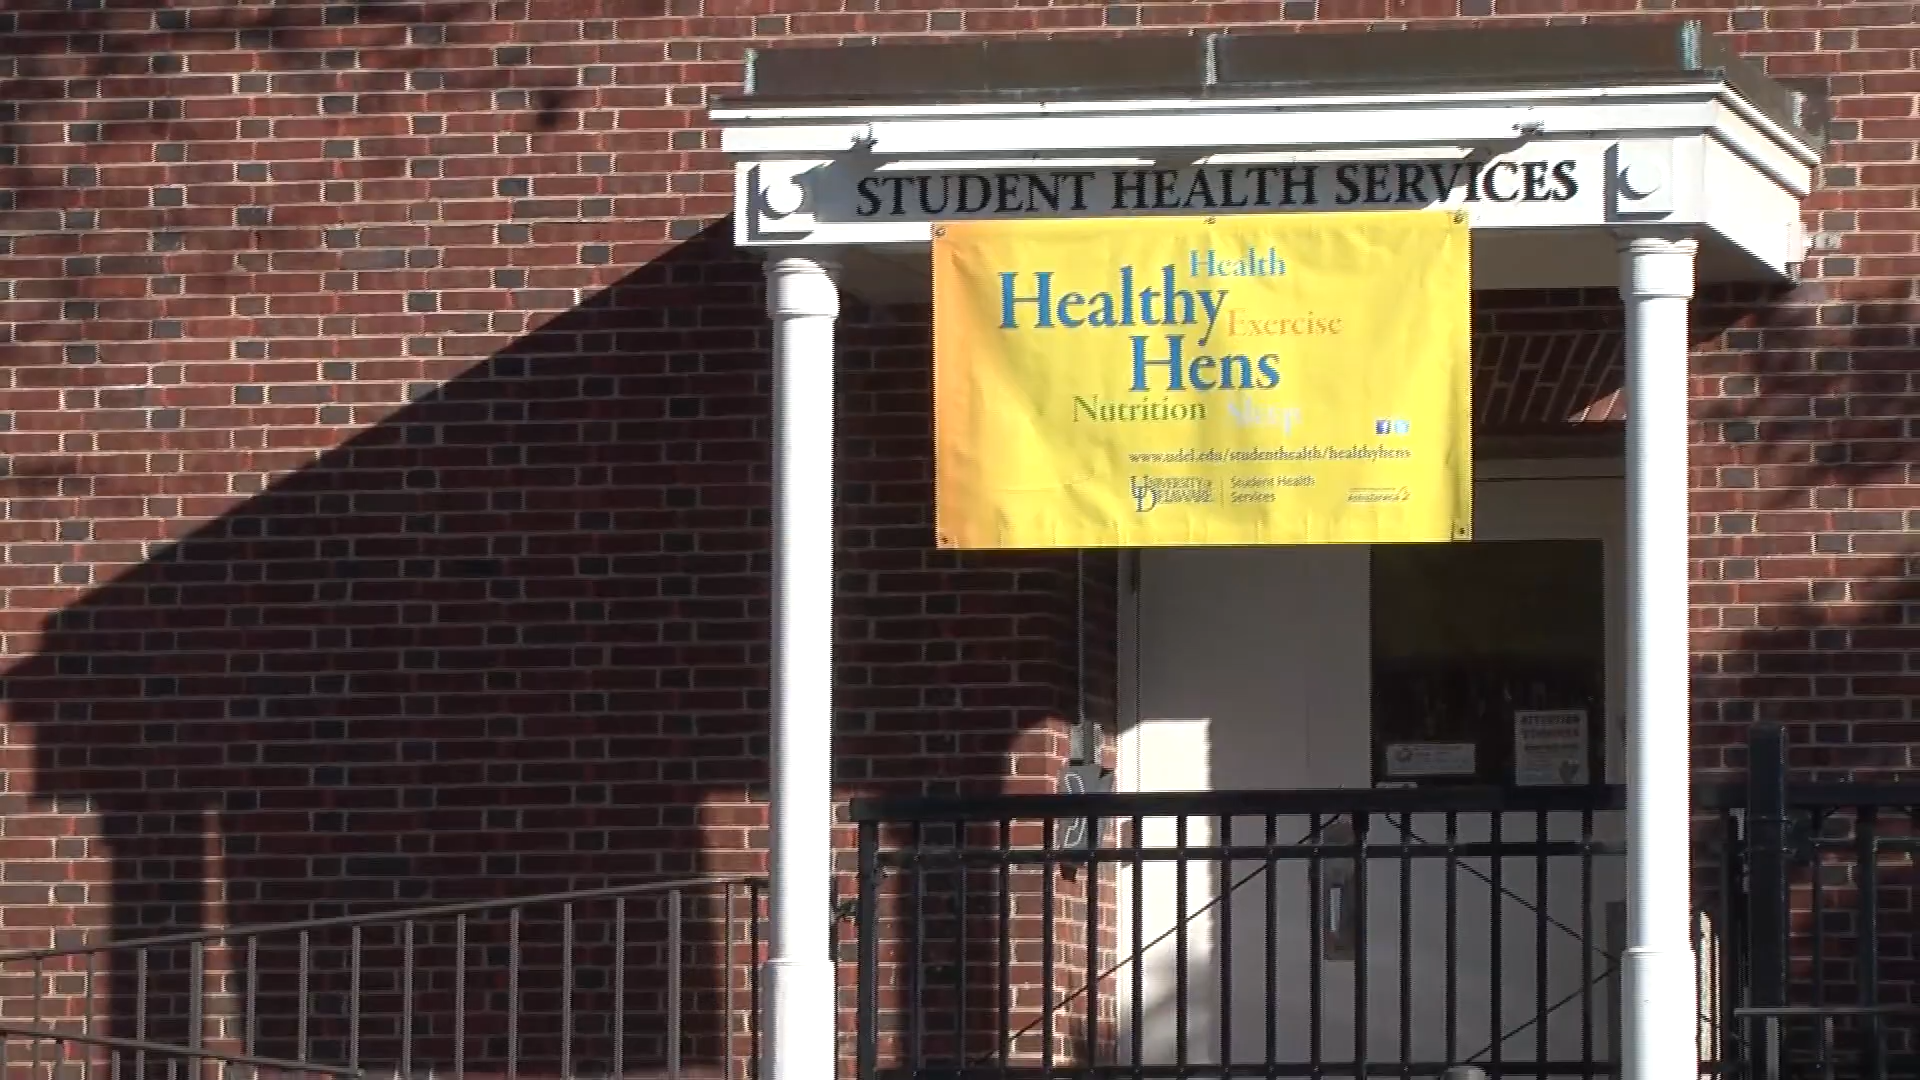 STUDENT HEALTH SERVICES
Health
Healthy
Exercise
Hens
Nutrition Sleep
www.udel.edu/studenthealth/healthyhens
UNIVERSITY of DELAWARE
Student Health
Services
ATTENTION